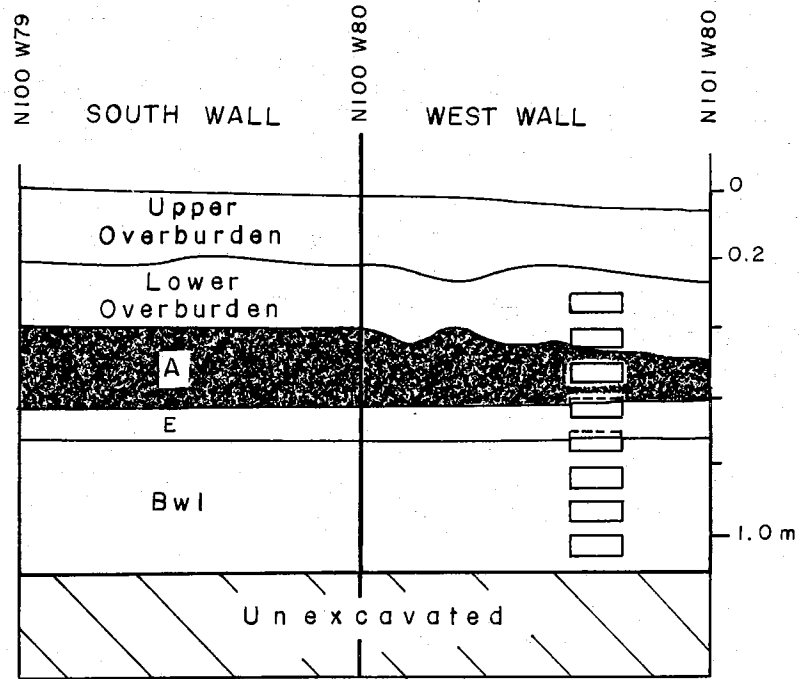 N100 W79
N100 W80
N101 W80
SOUTH WALL
WEST WALL
0
Upper
Overburden
0.2
Lower
Overburden
A
E
Bwl
1.0 m
Unexcavated